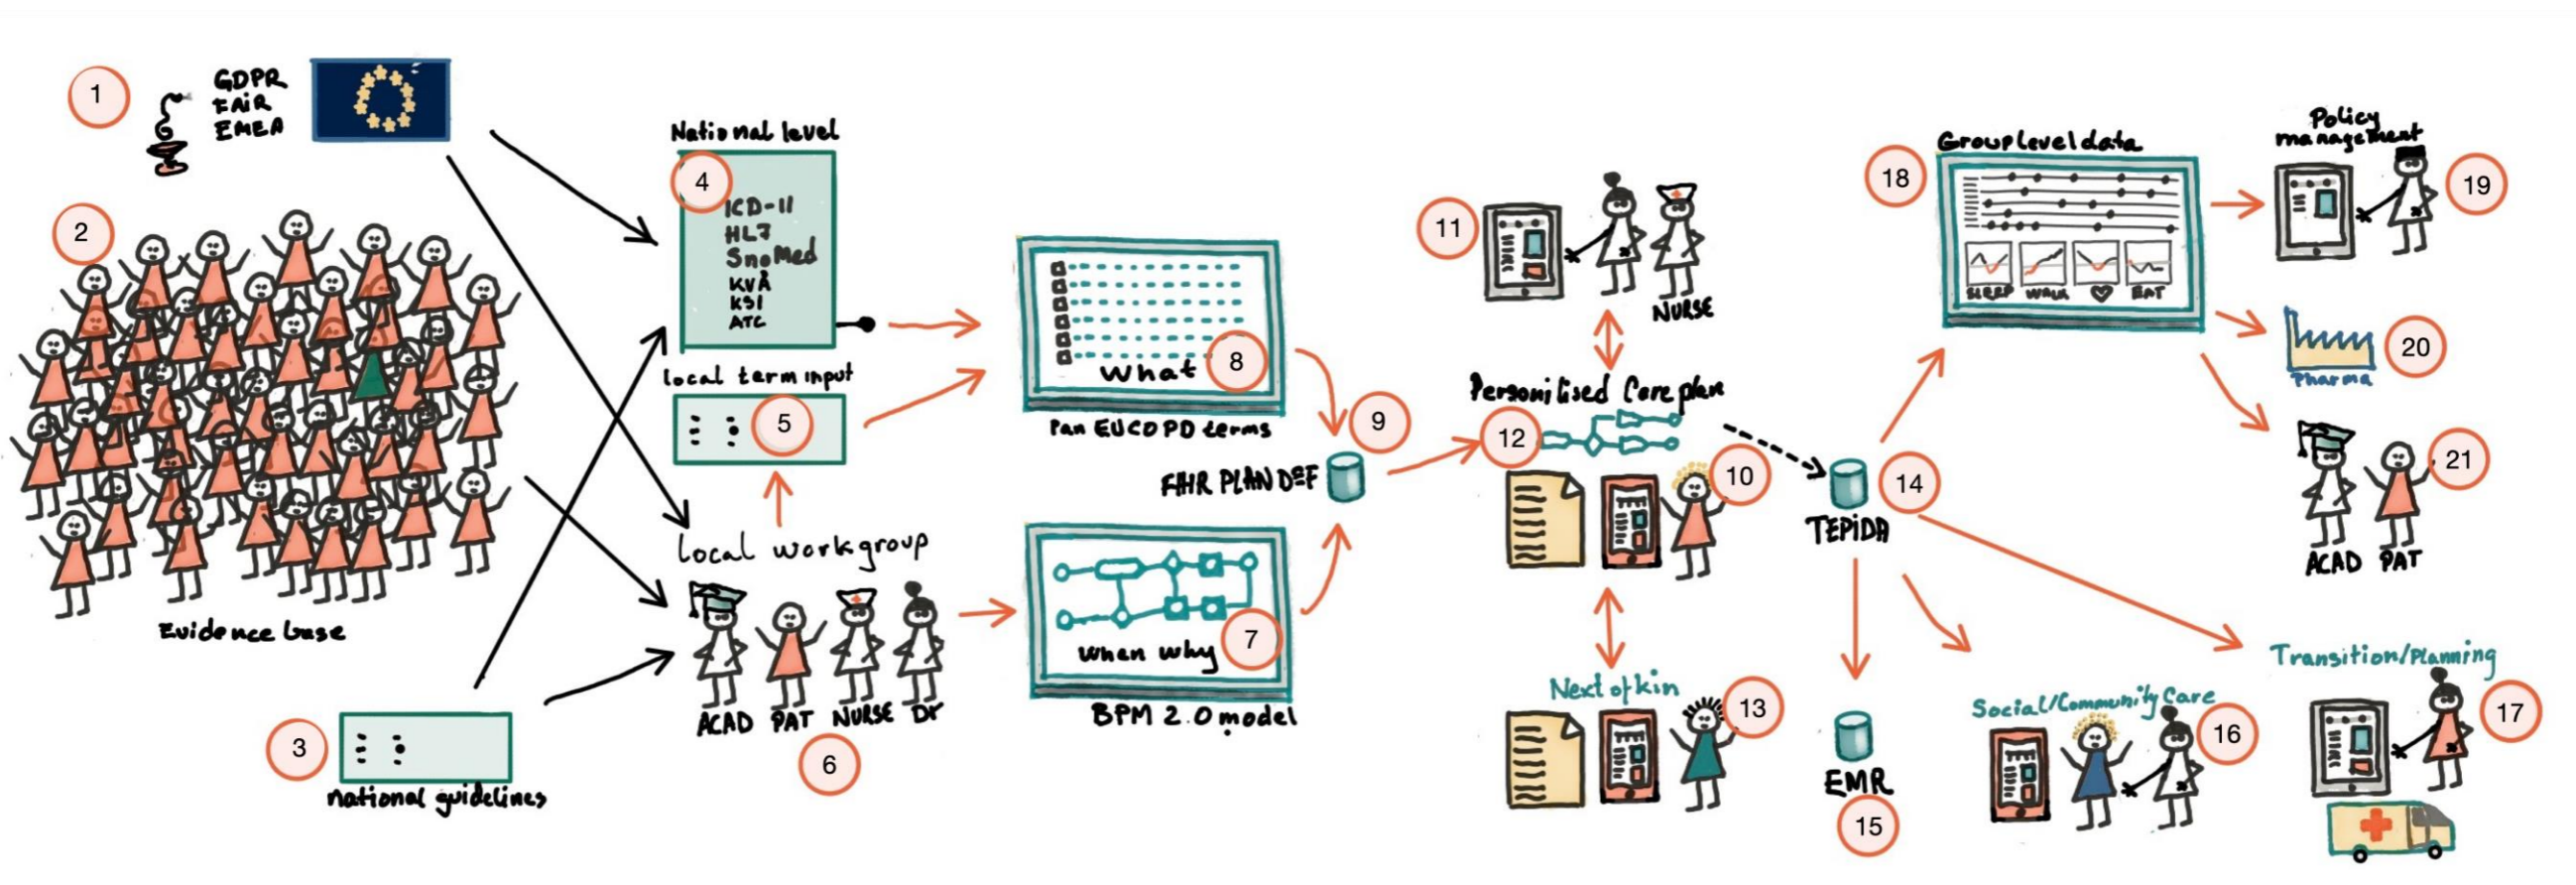 1
GDPR
FAIR
EMEA
2
Evidence base
3
national guidelines
National level
4
ICD-11
HL7
SnoMed
KVÅ
KSI
ATC
local term input
5
Local workgroup
ACAD PAT NURSE Dr
6
What
8
Pan EU COPD terms
when why
7
BPM 2.0 model
9
FHIR PLAN DEF
11
NURSE
Personilised Care plan
12
10
Next of kin
13
14
TEPiDA
EMR
15
Social/Community Care
16
Transition/Planning
17
Group level data
18
SLEEP WALK EAT
Policy
management
19
20
Pharma
21
ACAD PAT